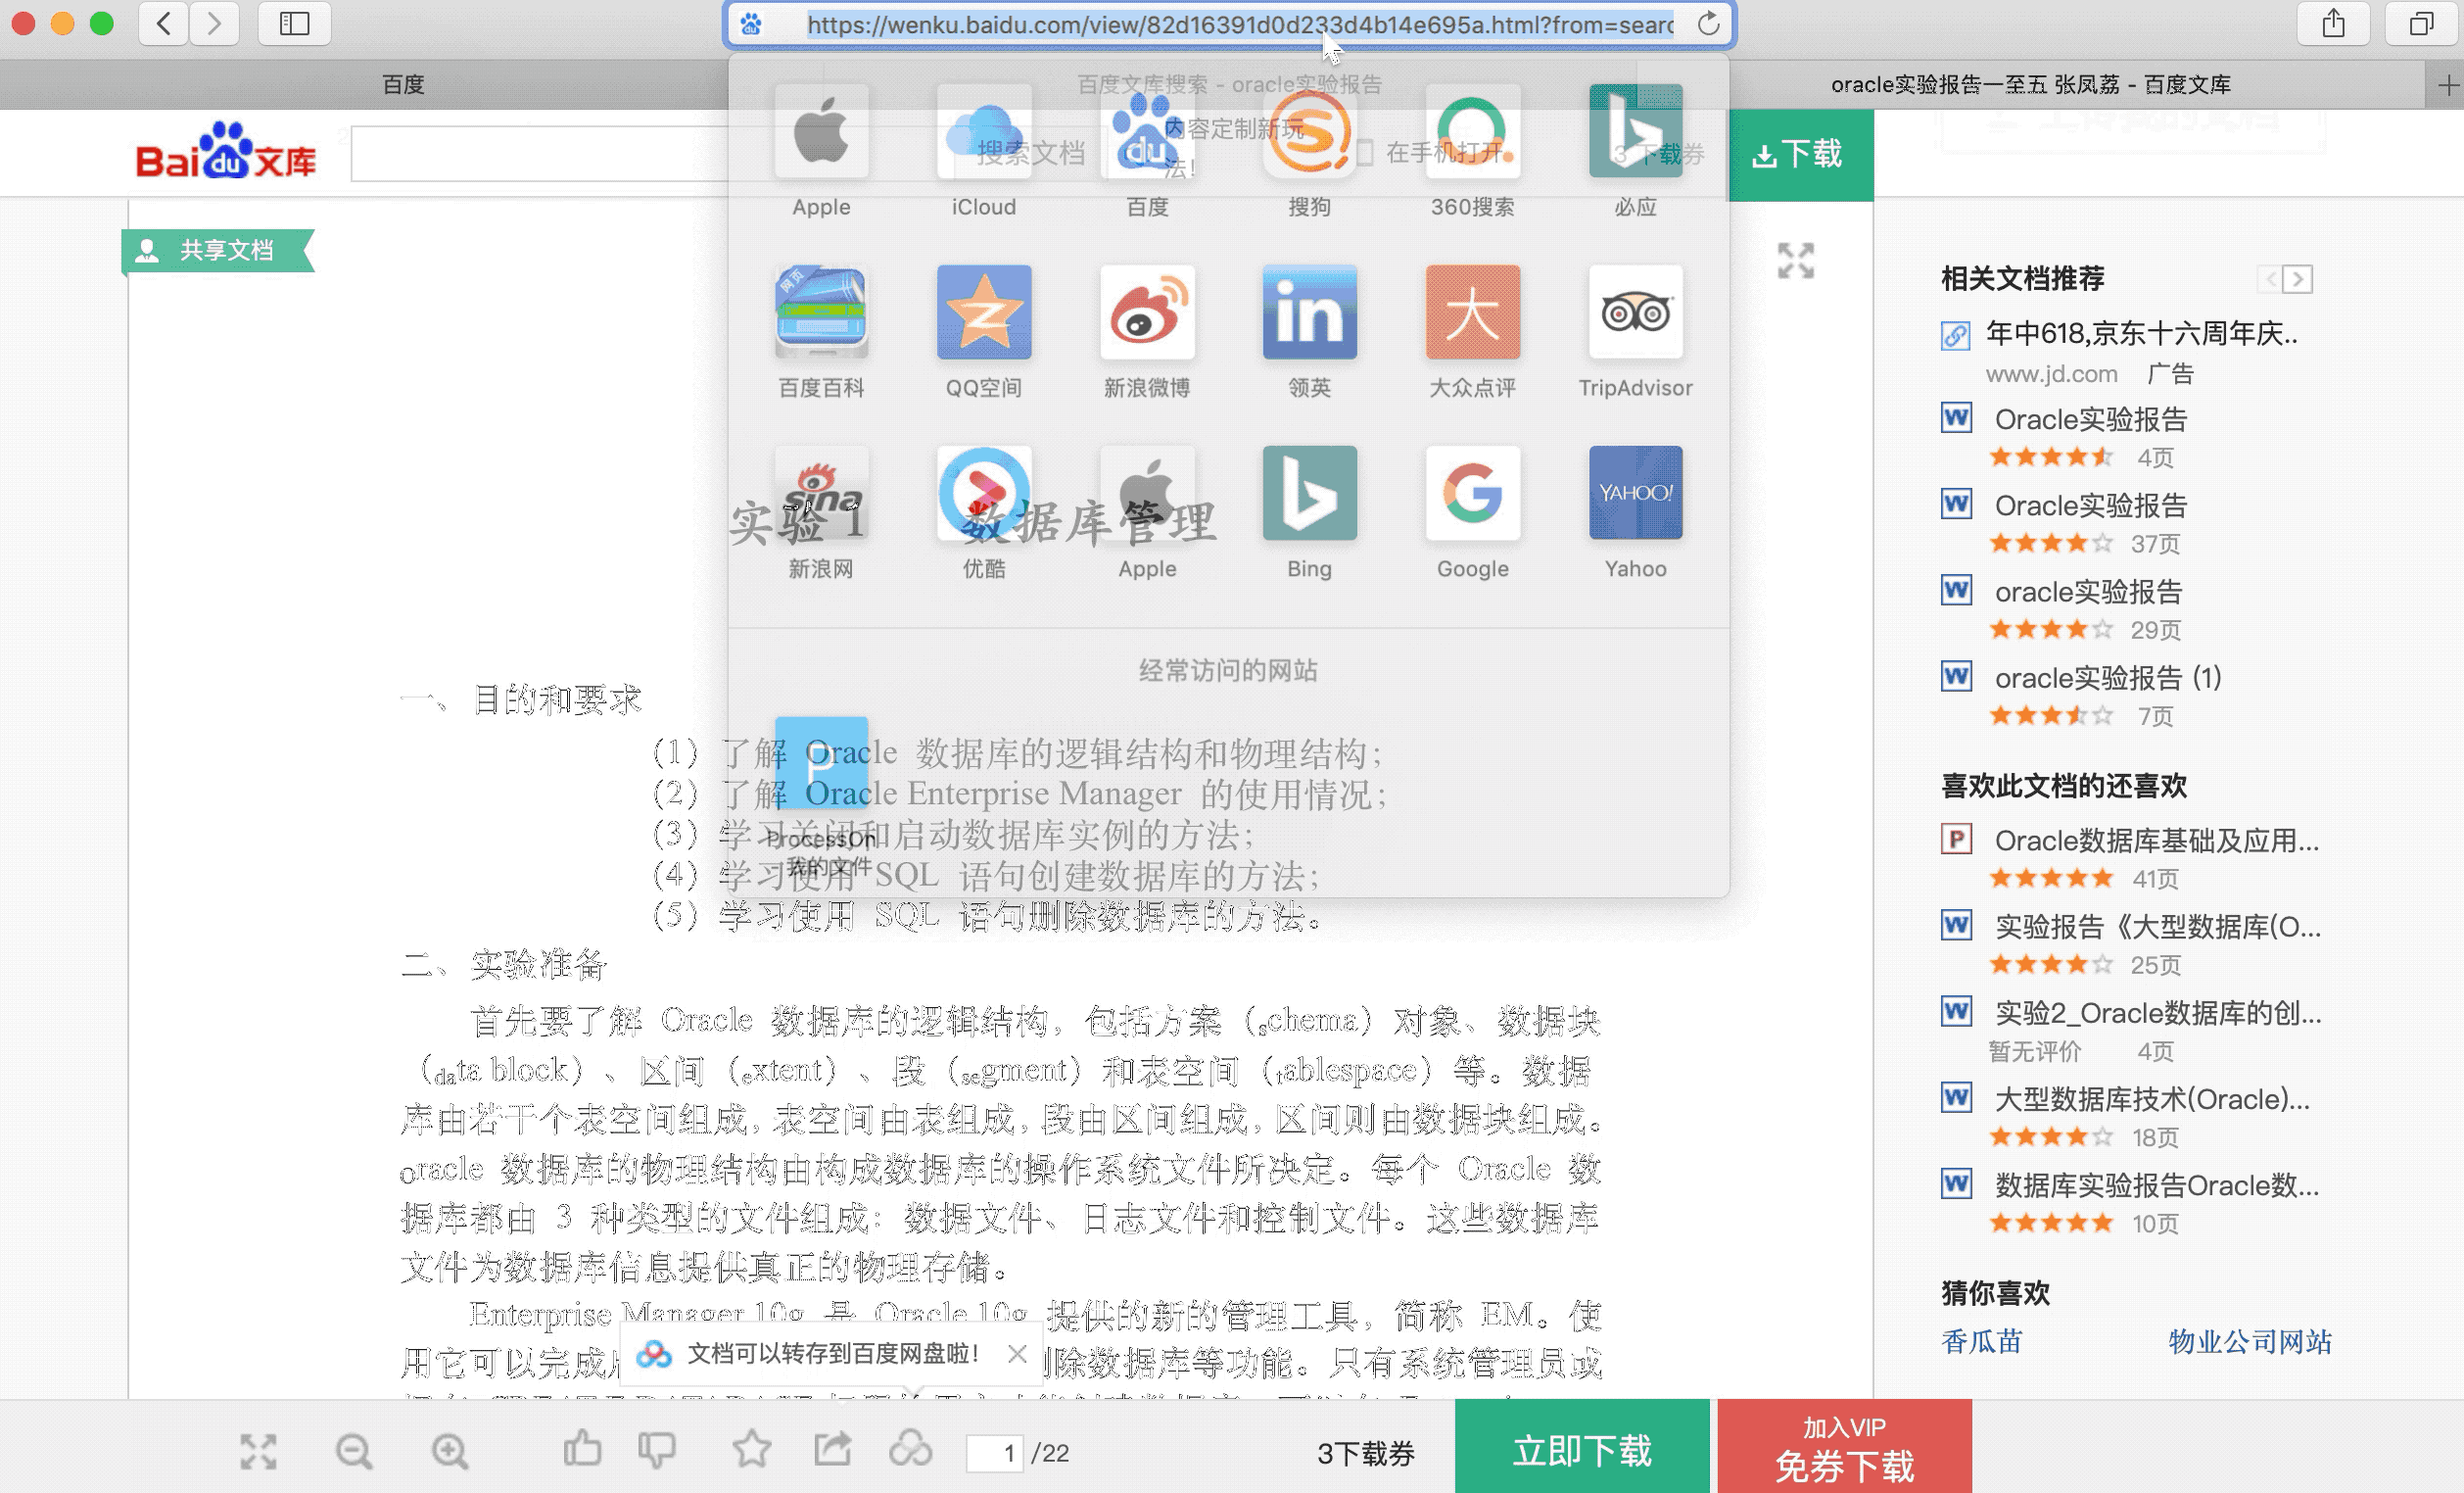 https://wenku.baidu.com/view/82d16391d0d233d4b14e695a.html?from=searc
百度
百度文库搜索 - oracle实验报告
oracle实验报告一至五 张凤荔 - 百度文库
Bai du 文库
搜索文档
内容定制新玩法!
在手机打开
3下载券
下载
共享文档
Apple
iCloud
百度
搜狗
360搜索
必应
百度百科
QQ空间
新浪微博
领英
大众点评
TripAdvisor
新浪网
优酷
Apple
Bing
Google
Yahoo
经常访问的网站
ProcessOn
- 我的文件
实验 1 数据库管理
一、目的和要求
(1) 了解 Oracle 数据库的逻辑结构和物理结构;
(2) 了解 Oracle Enterprise Manager 的使用情况;
(3) 学习关闭和启动数据库实例的方法;
(4) 学习使用 SQL 语句创建数据库的方法;
(5) 学习使用 SQL 语句删除数据库的方法。
二、实验准备
首先要了解 Oracle 数据库的逻辑结构, 包括方案 (schema) 对象、数据块
(data block) 、区间 (extent) 、段 (segment) 和表空间 (tablespace) 等。数据
库由若干个表空间组成, 表空间由表组成, 段由区间组成, 区间则由数据块组成。
Oracle 数据库的物理结构由构成数据库的操作系统文件所决定。每个 Oracle 数
据库都由 3 种类型的文件组成: 数据文件、日志文件和控制文件。这些数据库
文件为数据库信息提供真正的物理存储。
Enterprise Manager 10g 是 Oracle 10g 提供的新的管理工具, 简称 EM。使
用它可以完成 删除数据库等功能。只有系统管理员或
文档可以转存到百度网盘啦!
1 /22
3下载券
立即下载
加入VIP
免券下载
相关文档推荐
年中618,京东十六周年庆..
www.jd.com 广告
Oracle实验报告
4页
Oracle实验报告
37页
oracle实验报告
29页
oracle实验报告 (1)
7页
喜欢此文档的还喜欢
Oracle数据库基础及应用...
41页
实验报告《大型数据库(O...
25页
实验2_Oracle数据库的创...
暂无评价 4页
大型数据库技术(Oracle)...
18页
数据库实验报告Oracle数...
10页
猜你喜欢
香瓜苗 物业公司网站